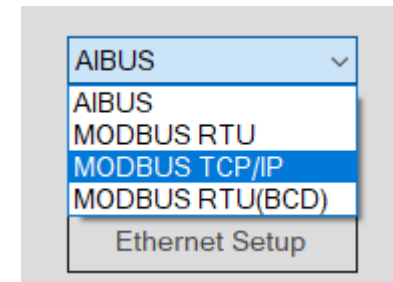 AIBUS
AIBUS
MODBUS RTU
MODBUS TCP/IP
MODBUS RTU(BCD)
Ethernet Setup